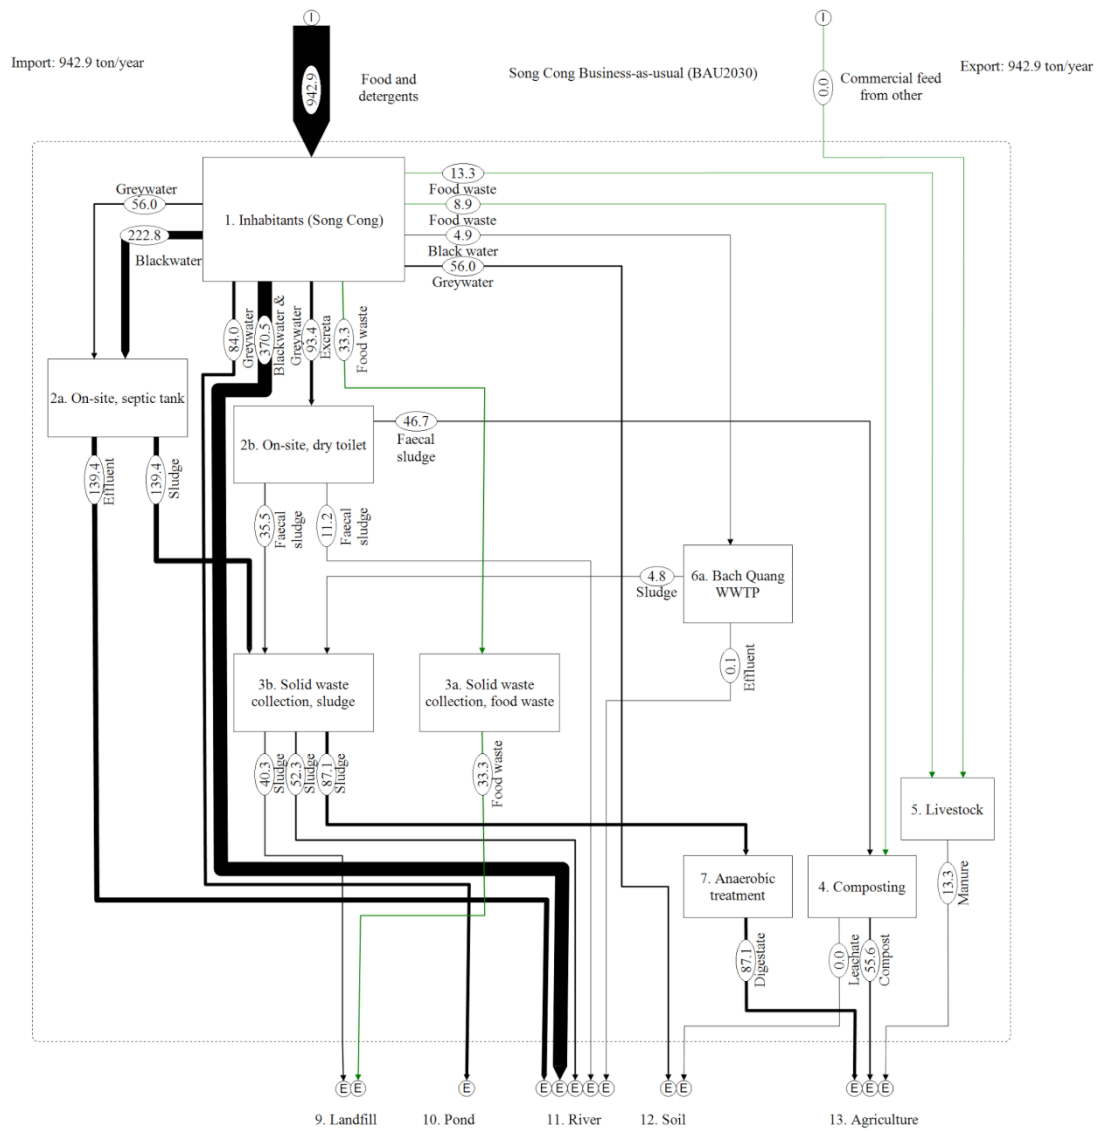 I
I
Import: 942.9 ton/year
942.9
Food and
detergents
Song Cong Business-as-usual (BAU2030)
0.0
Commercial feed
from other
Export: 942.9 ton/year
1. Inhabitants (Song Cong)
Greywater
56.0
222.8
Blackwater
13.3
Food waste
8.9
Food waste
4.9
Black water
56.0
Greywater
84.0
Greywater
370.5
Blackwater &
Greywater
93.4
Excreta
33.3
Food waste
2a. On-site, septic tank
2b. On-site, dry toilet
46.7
Faecal
sludge
139.4
Effluent
139.4
Sludge
35.5
Faecal
sludge
11.2
Faecal
sludge
6a. Bach Quang
WWTP
4.8
Sludge
0.1
Effluent
3b. Solid waste
collection, sludge
3a. Solid waste
collection, food waste
40.3
Sludge
52.3
Sludge
87.1
Sludge
33.3
Food waste
5. Livestock
7. Anaerobic
treatment
4. Composting
13.3
Manure
87.1
Digestate
0.0
Leachate
55.6
Compost
E E E E E E E E E E E E E
9. Landfill
10. Pond
11. River
12. Soil
13. Agriculture